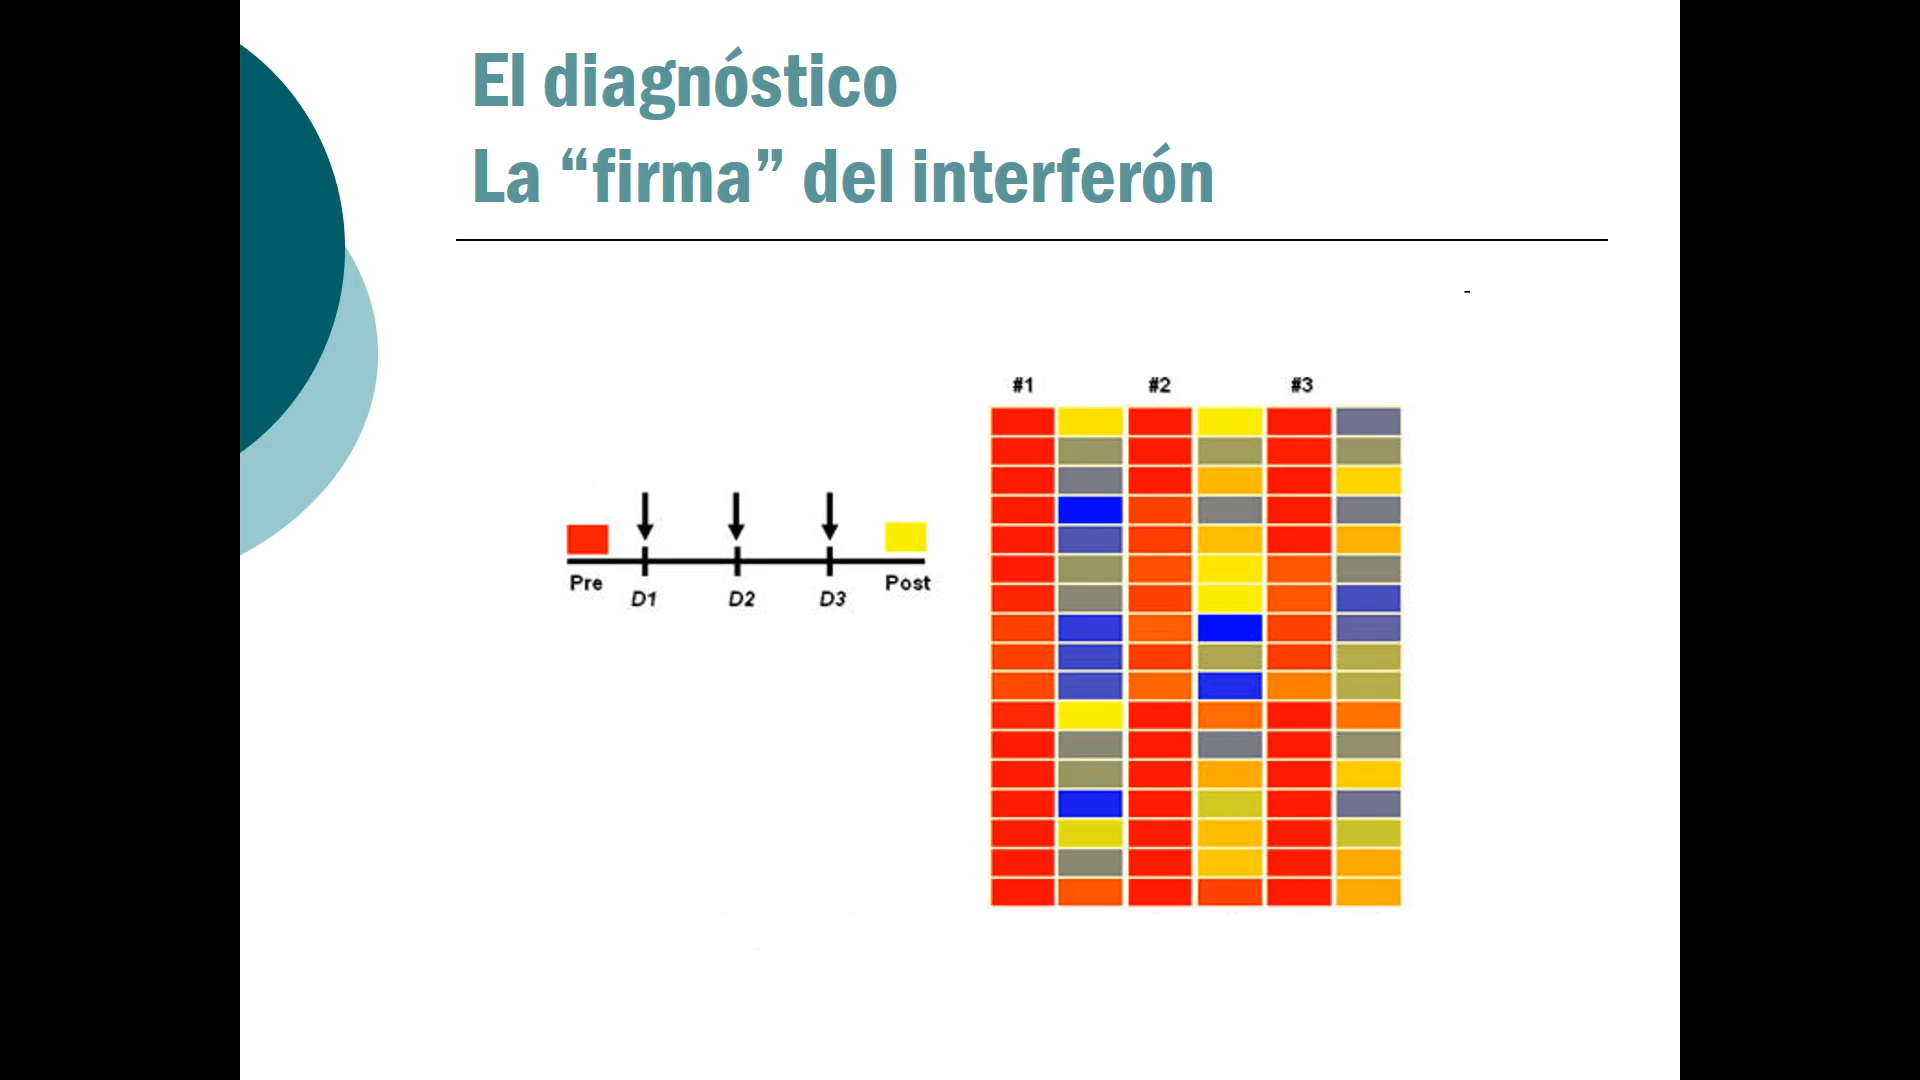 El diagnóstico
La “firma” del interferón
-
#1 #2 #3
Pre D1 D2 D3 Post